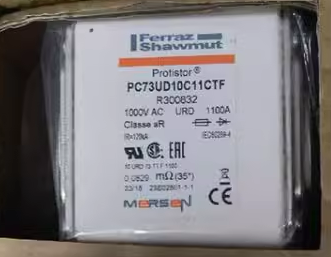 Ferraz
Shawmut
Protistor®
PC73UD10C11CTF
R300832
1000V AC URD 1100A
Classe aR
IEC60269-4
EAC
0,0829 mΩ(35°)
CE
MERSEN